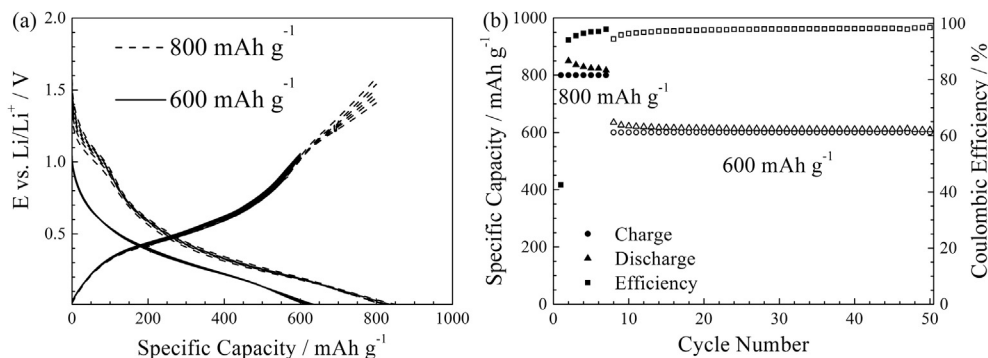 (a)
2.0
1.5
1.0
0.5
0
E vs. Li/Li⁺ / V
800 mAh g⁻¹
600 mAh g⁻¹
0 200 400 600 800 1000
Specific Capacity / mAh g⁻¹
(b)
1000
800
600
400
200
0
Specific Capacity / mAh g⁻¹
800 mAh g⁻¹
600 mAh g⁻¹
Charge
Discharge
Efficiency
0 10 20 30 40 50
Cycle Number
100
80
60
40
20
0
Coulombic Efficiency / %